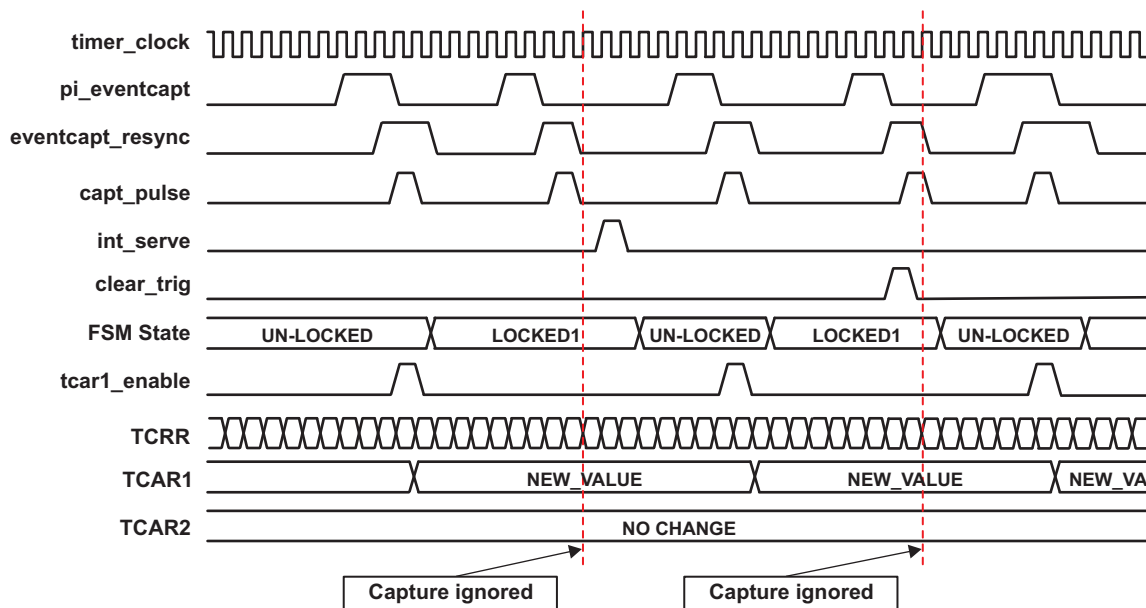 timer_clock
pi_eventcapt
eventcapt_resync
capt_pulse
int_serve
clear_trig
FSM State
UN-LOCKED LOCKED1 UN-LOCKED LOCKED1 UN-LOCKED
tcar1_enable
TCRR
TCAR1
NEW_VALUE NEW_VALUE NEW_VA
TCAR2
NO CHANGE
Capture ignored Capture ignored